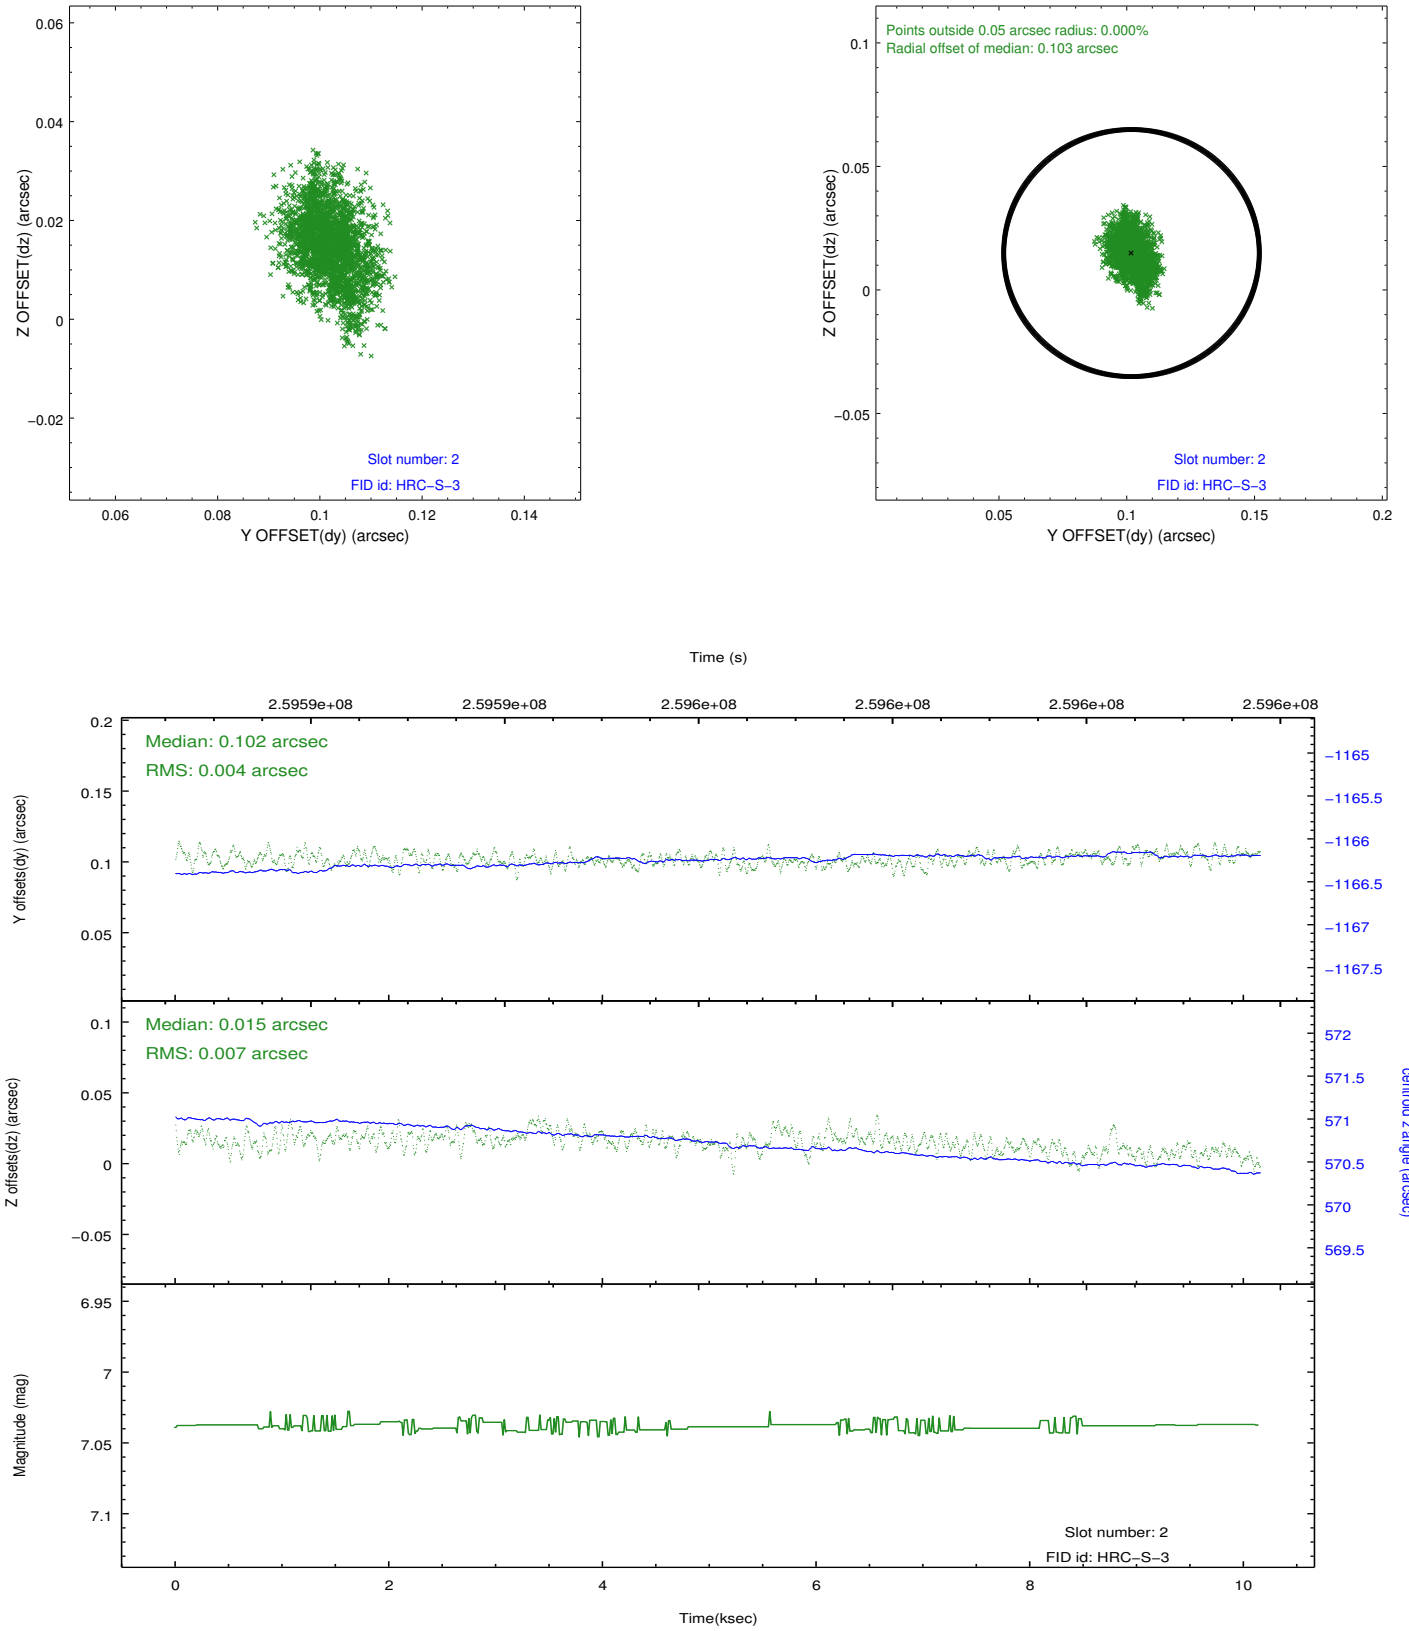 0.06
0.04
0.02
0
−0.02
Z OFFSET(dz) (arcsec)
Slot number: 2
FID id: HRC−S−3
0.06 0.08 0.1 0.12 0.14
Y OFFSET(dy) (arcsec)
Points outside 0.05 arcsec radius: 0.000%
Radial offset of median: 0.103 arcsec
0.1
0.05
0
−0.05
Z OFFSET(dz) (arcsec)
Slot number: 2
FID id: HRC−S−3
0.05 0.1 0.15 0.2
Y OFFSET(dy) (arcsec)
Time (s)
2.5959e+08 2.5959e+08 2.596e+08 2.596e+08 2.596e+08 2.596e+08
Median: 0.102 arcsec
RMS: 0.004 arcsec
0.2
0.15
0.1
0.05
Y offsets(dy) (arcsec)
−1165
−1165.5
−1166
−1166.5
−1167
−1167.5
Median: 0.015 arcsec
RMS: 0.007 arcsec
0.1
0.05
0
−0.05
Z offsets(dz) (arcsec)
572
571.5
571
570.5
570
569.5
centroid z angle (arcsec)
6.95
7
7.05
7.1
Magnitude (mag)
Slot number: 2
FID id: HRC−S−3
0 2 4 6 8 10
Time(ksec)